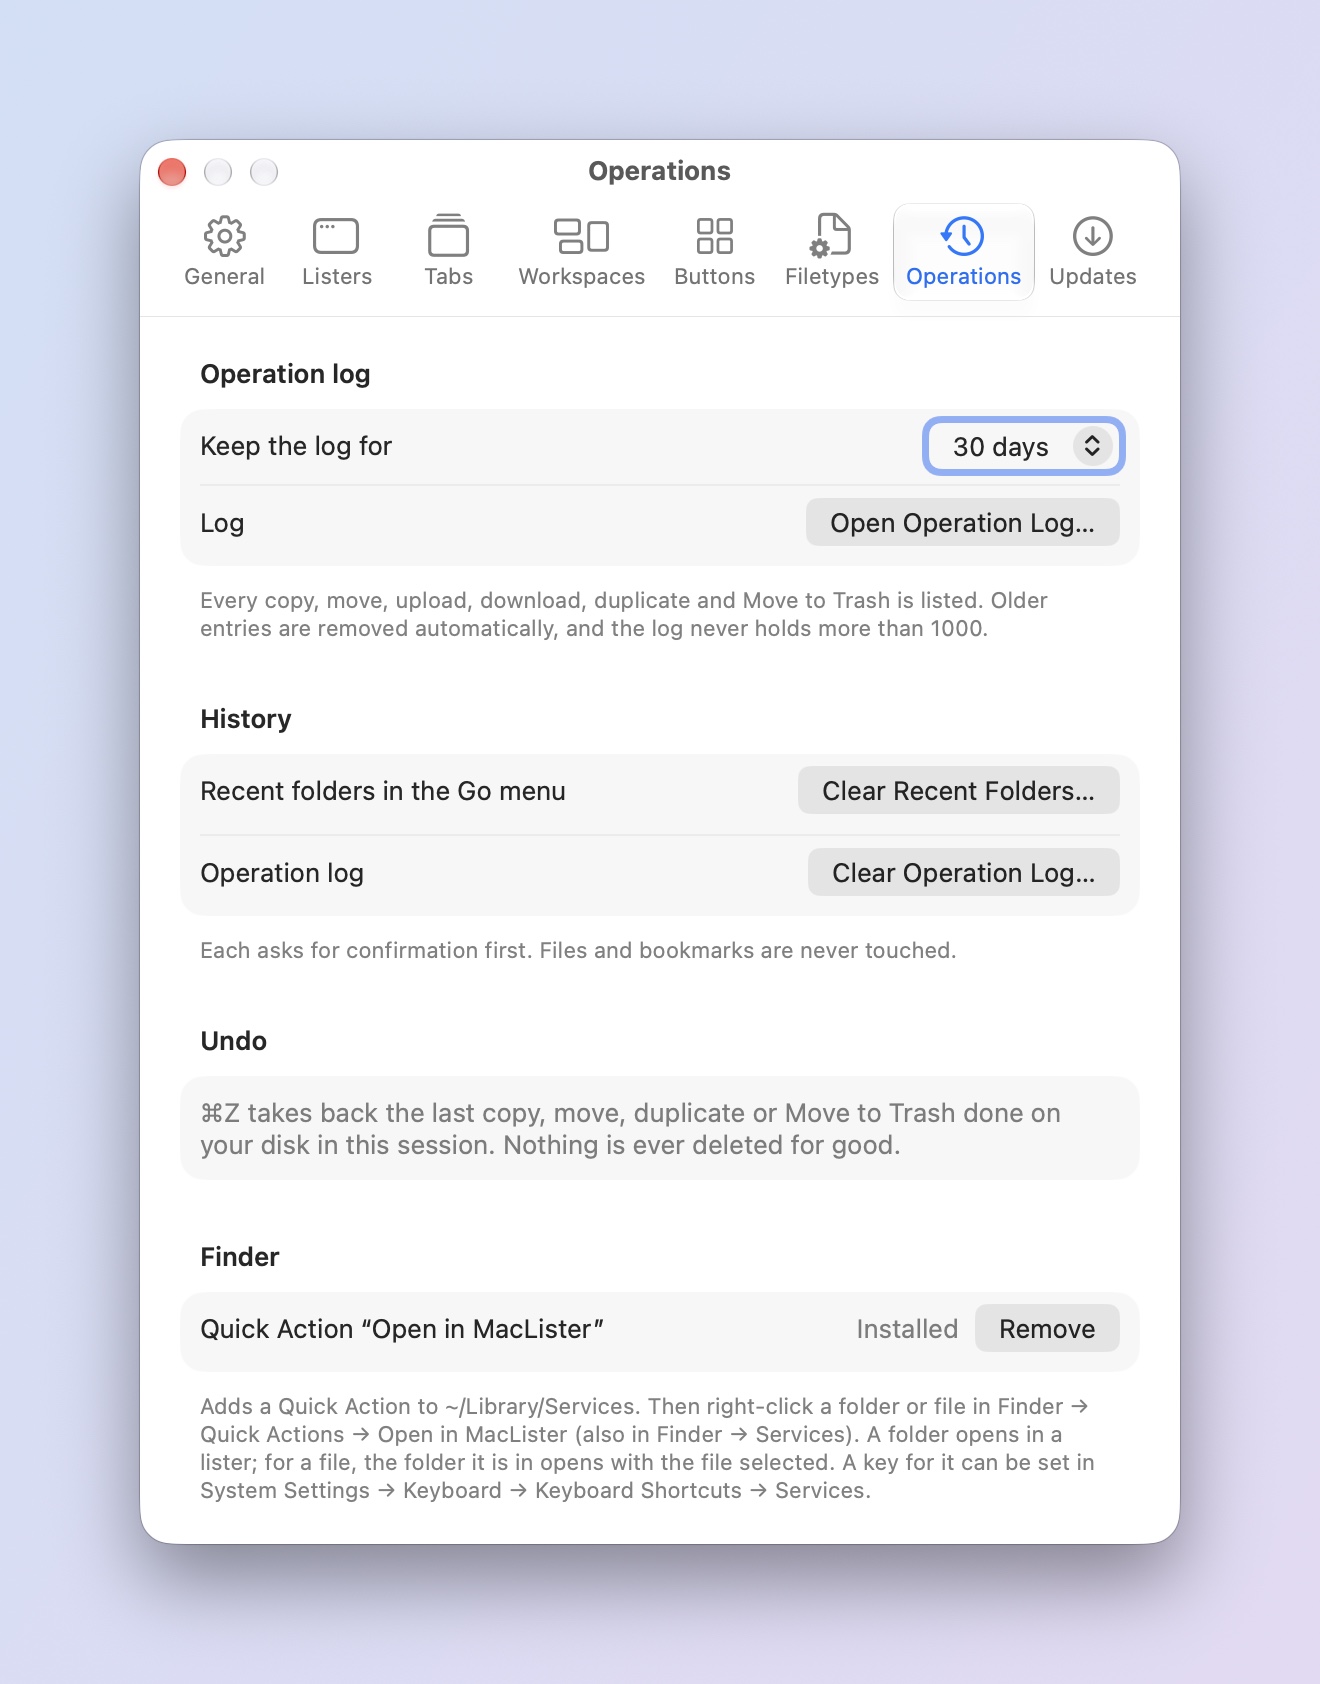 Operations
General
Listers
Tabs
Workspaces
Buttons
Filetypes
Operations
Updates
Operation log
Keep the log for
30 days
Log
Open Operation Log...
Every copy, move, upload, download, duplicate and Move to Trash is listed. Older
entries are removed automatically, and the log never holds more than 1000.
History
Recent folders in the Go menu
Clear Recent Folders...
Operation log
Clear Operation Log...
Each asks for confirmation first. Files and bookmarks are never touched.
Undo
⌘Z takes back the last copy, move, duplicate or Move to Trash done on
your disk in this session. Nothing is ever deleted for good.
Finder
Quick Action “Open in MacLister”
Installed
Remove
Adds a Quick Action to ~/Library/Services. Then right-click a folder or file in Finder →
Quick Actions → Open in MacLister (also in Finder → Services). A folder opens in a
lister; for a file, the folder it is in opens with the file selected. A key for it can be set in
System Settings → Keyboard → Keyboard Shortcuts → Services.